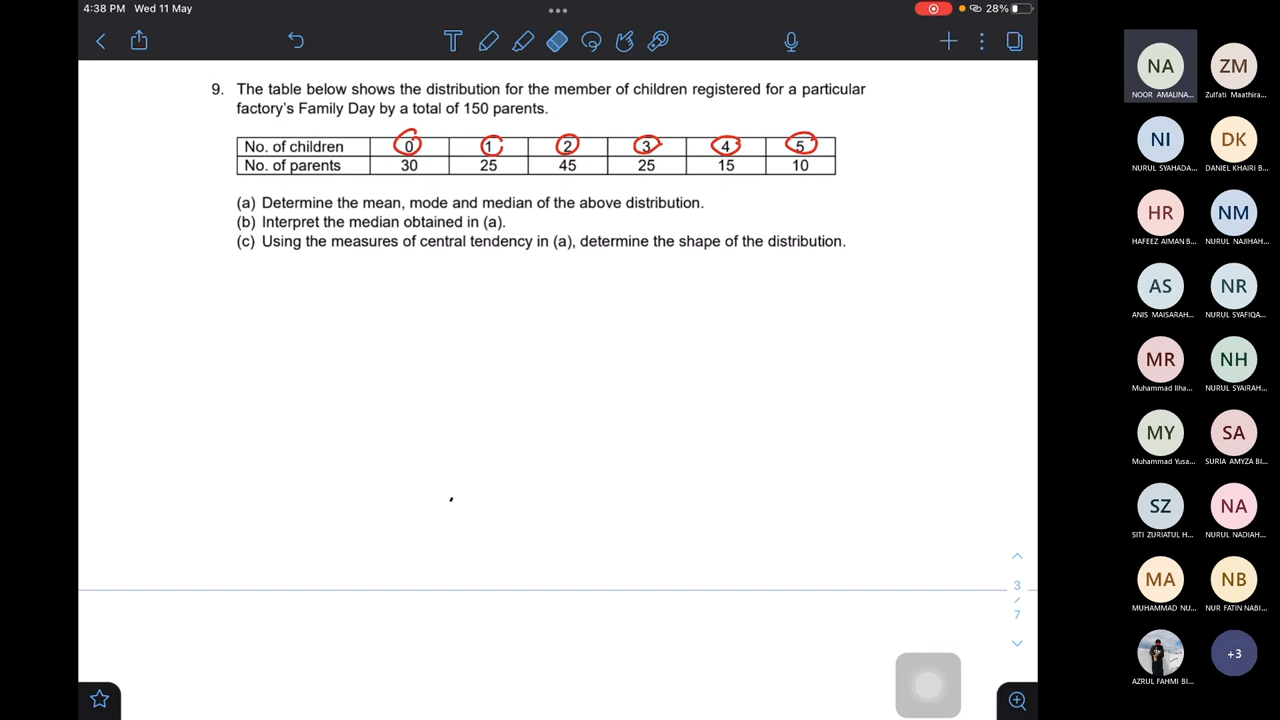 4:38 PM Wed 11 May
28%
9. The table below shows the distribution for the member of children registered for a particular
factory's Family Day by a total of 150 parents.
No. of children 0 1 2 3 4 5
No. of parents 30 25 45 25 15 10
(a) Determine the mean, mode and median of the above distribution.
(b) Interpret the median obtained in (a).
(c) Using the measures of central tendency in (a), determine the shape of the distribution.
3
/
7
NA ZM
NOOR AMALINA... Zulfati Maathira...
NI DK
NURUL SYAHADA... DANIEL KHAIRI B...
HR NM
HAFEEZ AIMAN B... NURUL NAJIHAH...
AS NR
ANIS MAISARAH... NURUL SYAFIQA...
MR NH
Muhammad Ilha... NURUL SYAIRAH...
MY SA
Muhammad Yusa... SURIA AMYZA BI...
SZ NA
SITI ZURIATUL H... NURUL NADIAH...
MA NB
MUHAMMAD NU... NUR FATIN NABI...
+3
AZRUL FAHMI BI...